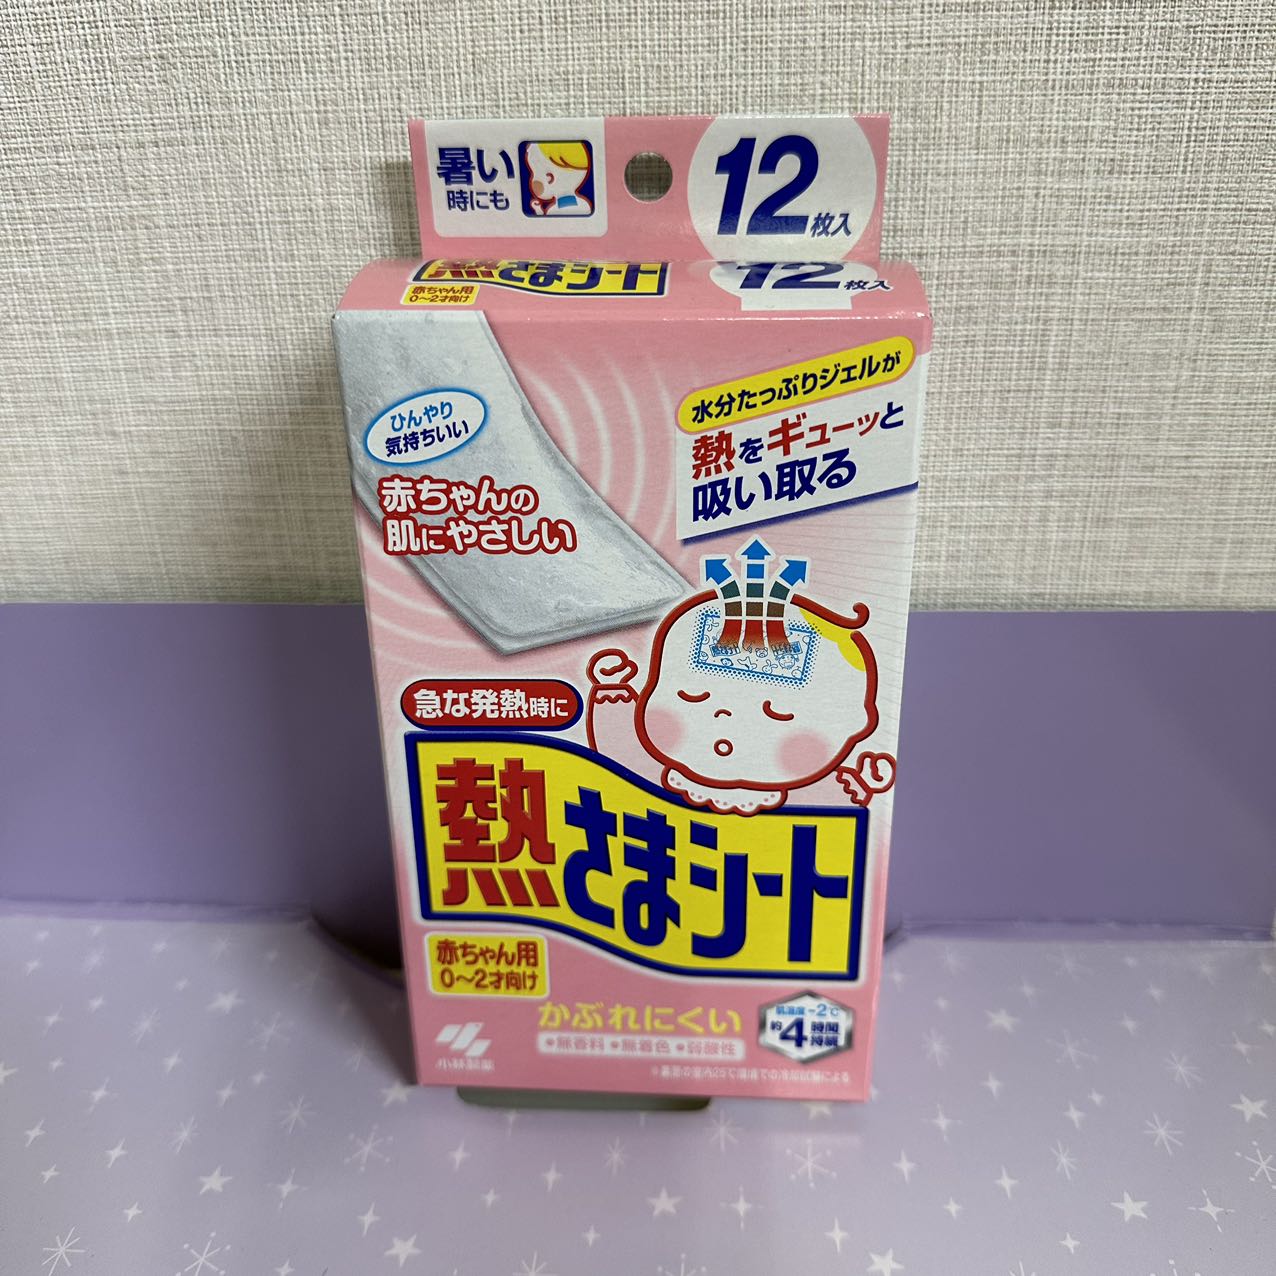 暑い
時にも
12枚入
熱さまシート
赤ちゃん用
0～2才向け
12枚入
水分たっぷりジェルが
熱をギューッと
吸い取る
ひんやり
気持ちいい
赤ちゃんの
肌にやさしい
急な発熱時に
熱さまシート
赤ちゃん用
0～2才向け
かぶれにくい
●無香料 ●無着色 ●弱酸性
肌温度－2℃
約4時間
持続
小林製薬